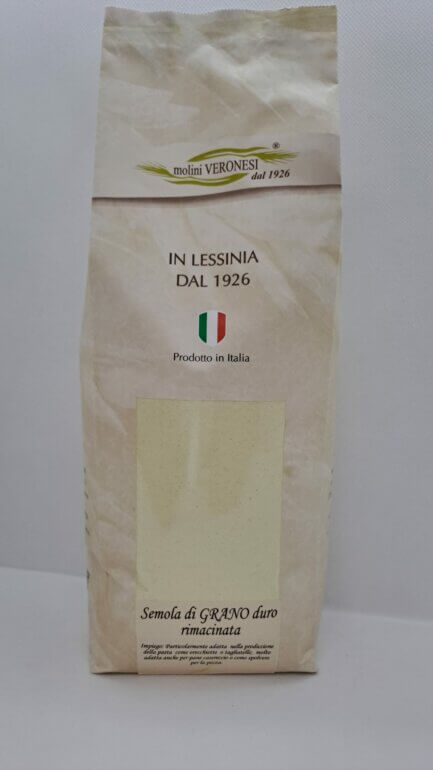 molini VERONESI ®
dal 1926
IN LESSINIA
DAL 1926
Prodotto in Italia
Semola di GRANO duro
rimacinata
Impiego: Particolarmente adatta nella produzione
della pasta come orecchiette o tagliatelle, molto
adatta anche per pane casereccio o come spolvero
per la pizza